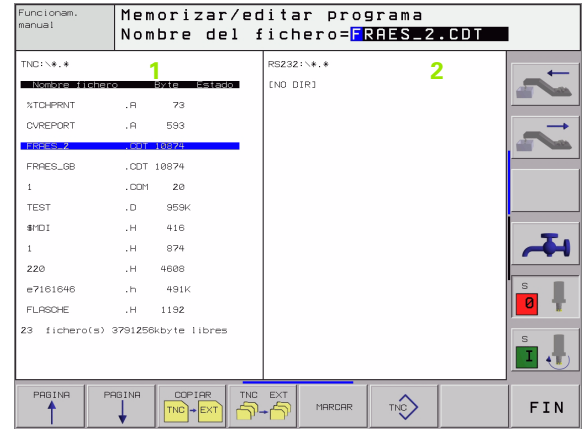 Funcionam.
manual
Memorizar/editar programa
Nombre del fichero=FRAES_2.CDT
TNC:\*.*
Nombre fichero Byte Estado
%TCHPRNT .A 73
CVREPORT .A 593
FRAES_2 .CDT 10874
FRAES_GB .CDT 10874
1 .COM 20
TEST .D 959K
$MDI .H 416
1 .H 874
220 .H 4608
e7161646 .h 491K
FLASCHE .H 1192
23 fichero(s) 3791256kbyte libres
1
RS232:\*.*
[NO DIR]
2
S
0
S
I
PAGINA
PAGINA
COPIAR
TNC EXT
TNC EXT
MARCAR
TNC
FIN